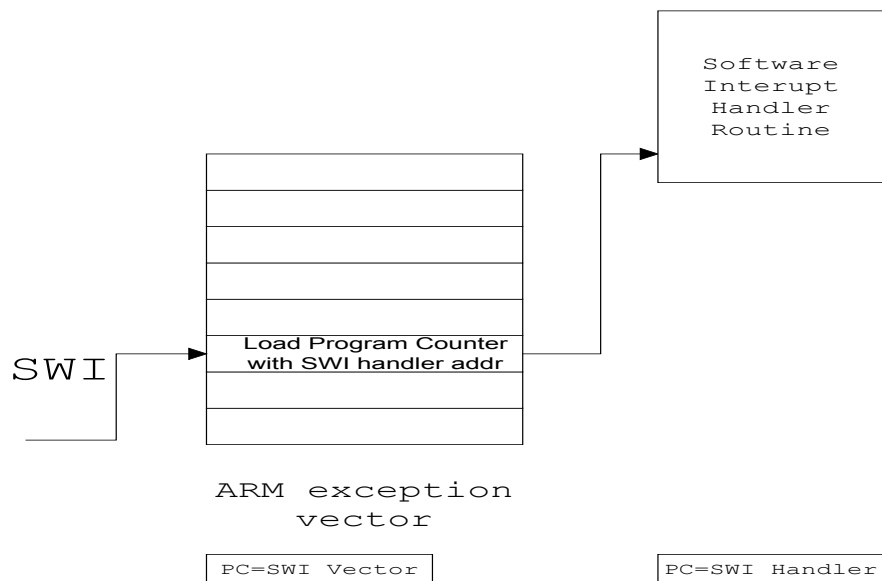 Software
Interupt
Handler
Routine
Load Program Counter
with SWI handler addr
SWI
ARM exception
vector
PC=SWI Vector
PC=SWI Handler